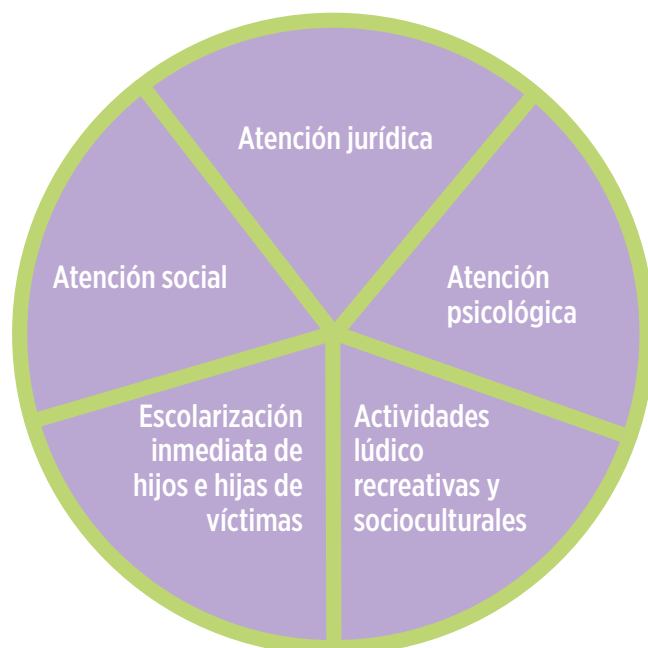 Atención jurídica
Atención social
Atención
psicológica
Escolarización
inmediata de
hijos e hijas de
víctimas
Actividades
lúdico
recreativas y
socioculturales